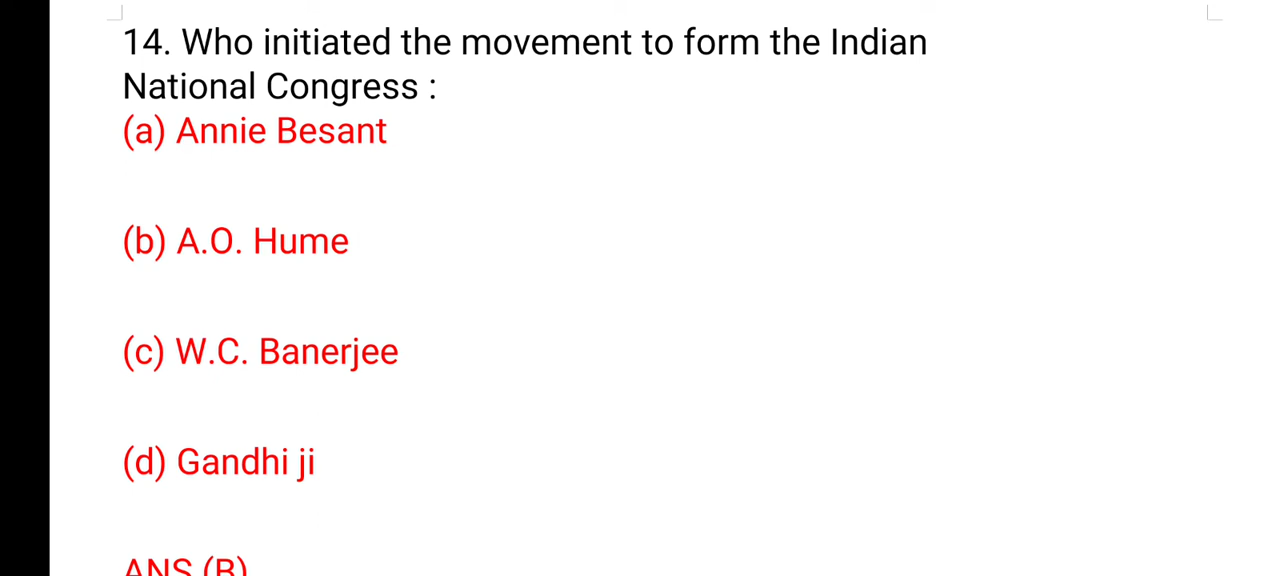 14. Who initiated the movement to form the Indian
National Congress :
(a) Annie Besant
(b) A.O. Hume
(c) W.C. Banerjee
(d) Gandhi ji
ANS (B)